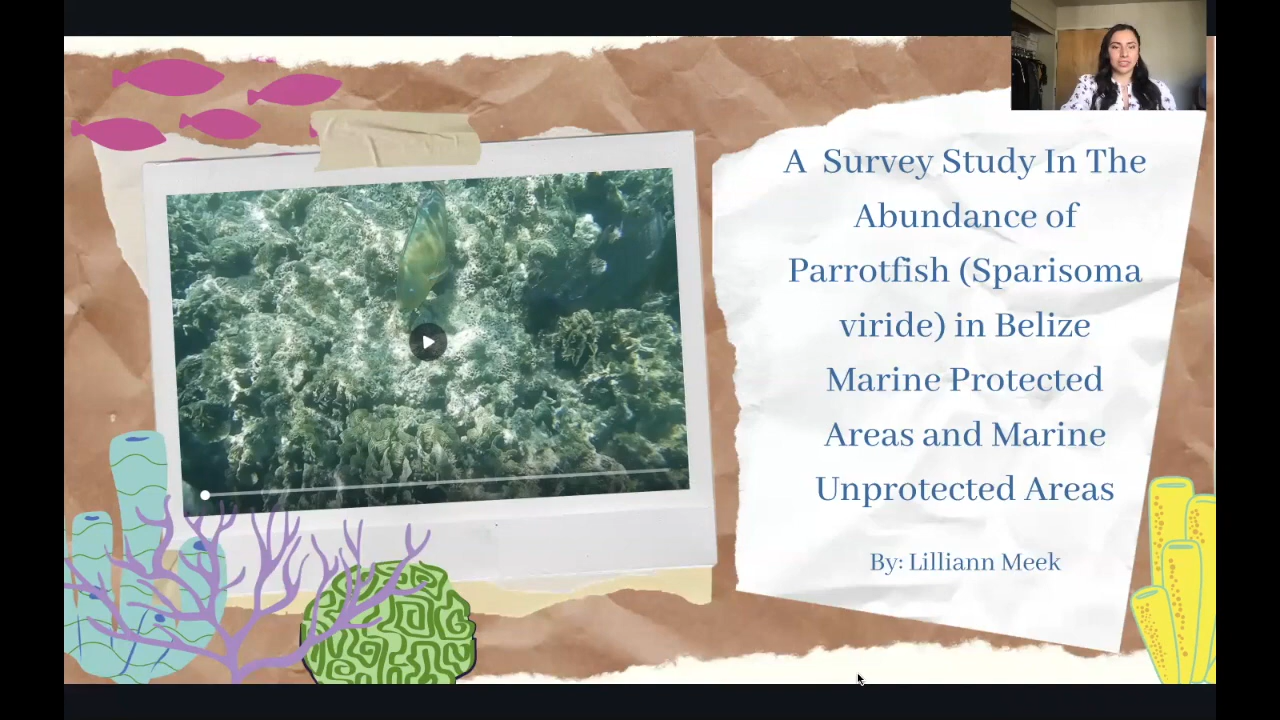 A Survey Study In The
Abundance of
Parrotfish (Sparisoma
viride) in Belize
Marine Protected
Areas and Marine
Unprotected Areas
By: Lilliann Meek